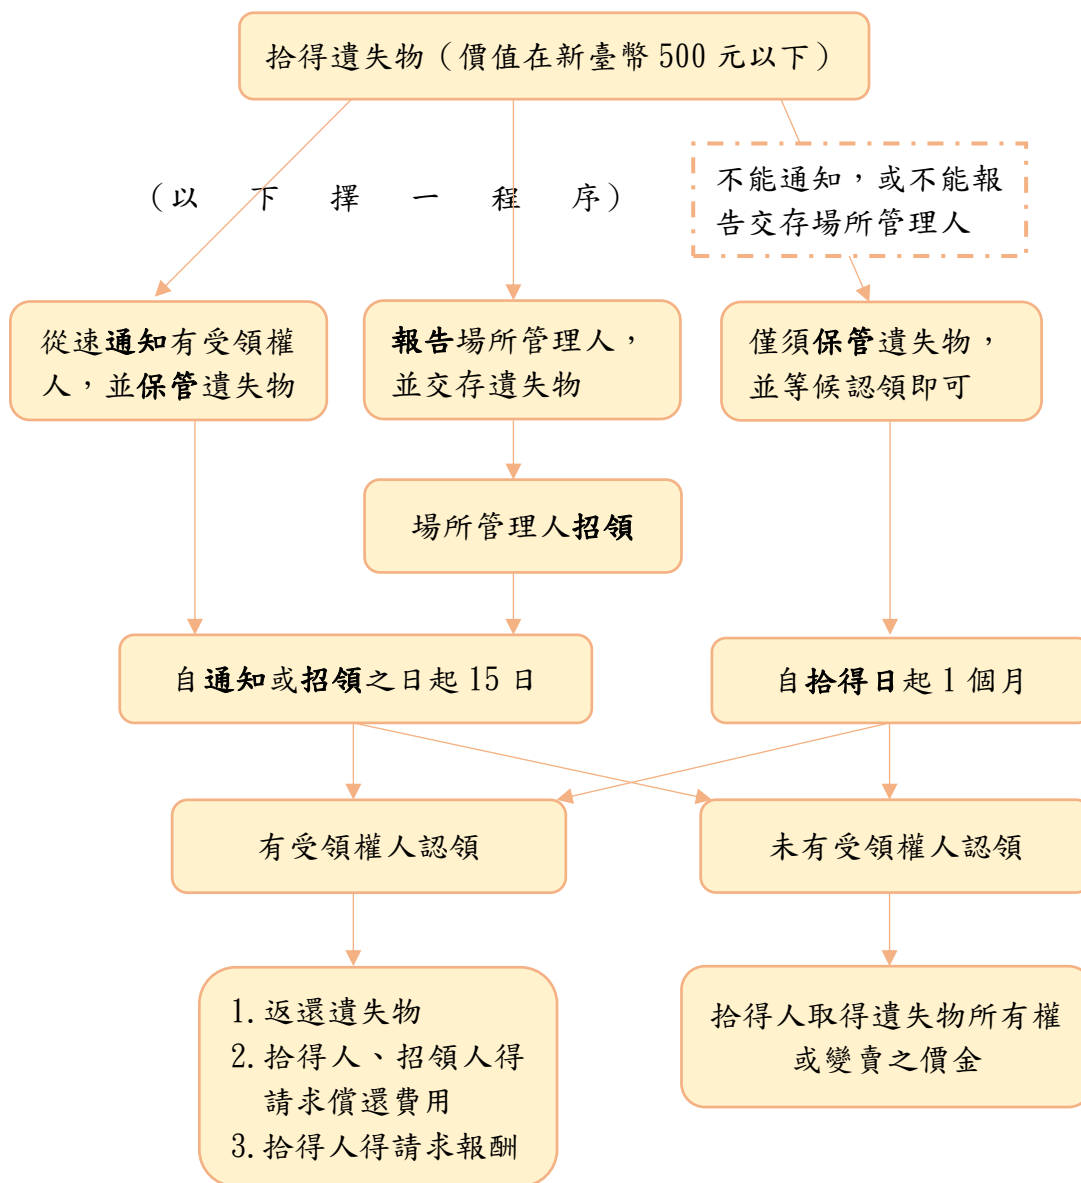 拾得遺失物（價值在新臺幣 500 元以下）
不能通知，或不能報
告交存場所管理人
（以下擇一程序）
從速通知有受領權
人，並保管遺失物
報告場所管理人，
並交存遺失物
僅須保管遺失物，
並等候認領即可
場所管理人招領
自通知或招領之日起 15 日
自拾得日起 1 個月
有受領權人認領
未有受領權人認領
1. 返還遺失物
2. 拾得人、招領人得
請求償還費用
3. 拾得人得請求報酬
拾得人取得遺失物所有權
或變賣之價金